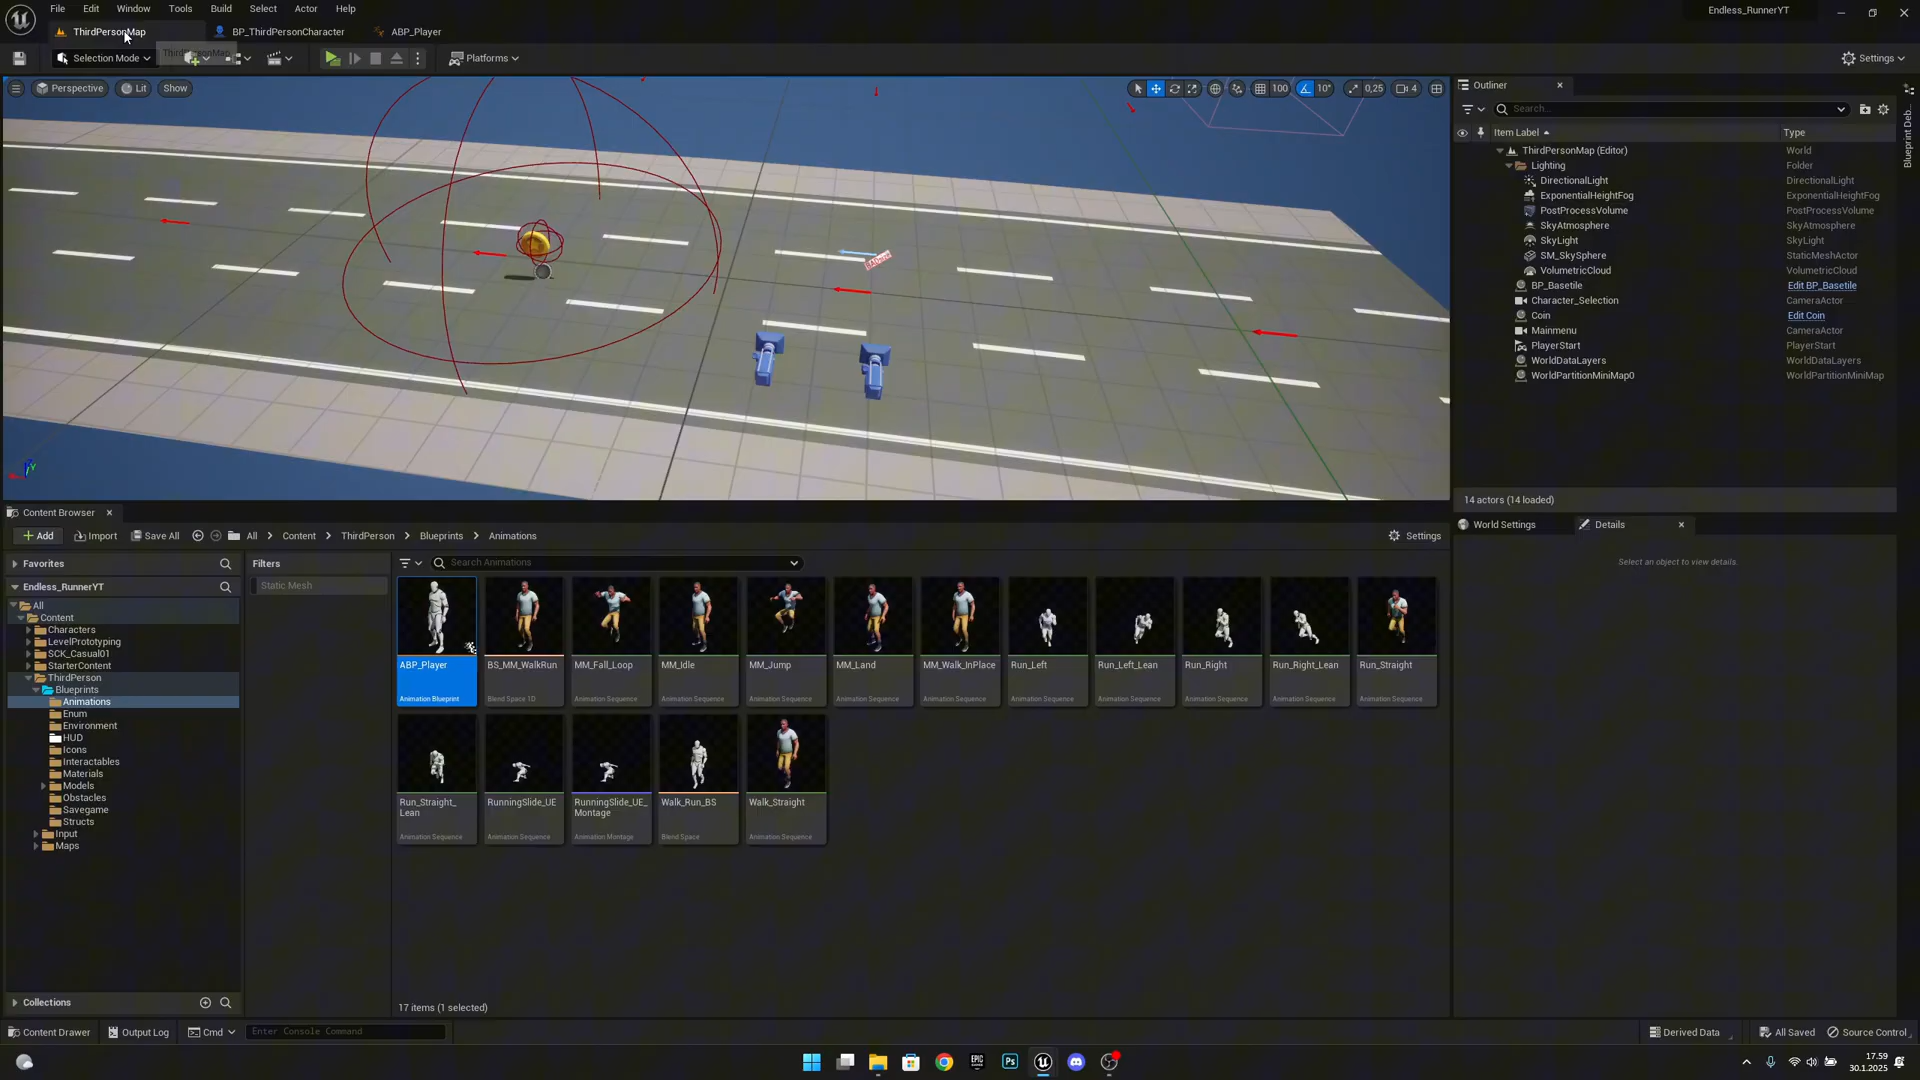 File Edit Window Tools Build Select Actor Help
Endless_RunnerYT
ThirdPersonMap BP_ThirdPersonCharacter ABP_Player
Selection Mode Platforms Settings
Perspective Lit Show 100 10° 0,25 4
Outliner
Search...
Item Label Type
ThirdPersonMap (Editor) World
Lighting Folder
DirectionalLight DirectionalLight
ExponentialHeightFog ExponentialHeightFog
PostProcessVolume PostProcessVolume
SkyAtmosphere SkyAtmosphere
SkyLight SkyLight
SM_SkySphere StaticMeshActor
VolumetricCloud VolumetricCloud
BP_Basetile Edit BP_Basetile
Character_Selection CameraActor
Coin Edit Coin
Mainmenu CameraActor
PlayerStart PlayerStart
WorldDataLayers WorldDataLayers
WorldPartitionMiniMap0 WorldPartitionMiniMap
14 actors (14 loaded)
Blueprint Deb...
World Settings Details
Select an object to view details.
Content Browser
Add Import Save All All Content ThirdPerson Blueprints Animations Settings
Favorites
Endless_RunnerYT
All
Content
Characters
LevelPrototyping
SCK_Casual01
StarterContent
ThirdPerson
Blueprints
Animations
Enum
Environment
HUD
Icons
Interactables
Materials
Models
Obstacles
Savegame
Structs
Input
Maps
Collections
Filters
Static Mesh
Search Animations
ABP_Player
Animation Blueprint
BS_MM_WalkRun
Blend Space 1D
MM_Fall_Loop
Animation Sequence
MM_Idle
Animation Sequence
MM_Jump
Animation Sequence
MM_Land
Animation Sequence
MM_Walk_InPlace
Animation Sequence
Run_Left
Animation Sequence
Run_Left_Lean
Animation Sequence
Run_Right
Animation Sequence
Run_Right_Lean
Animation Sequence
Run_Straight
Animation Sequence
Run_Straight_
Lean
Animation Sequence
RunningSlide_UE
Animation Sequence
RunningSlide_UE_
Montage
Animation Montage
Walk_Run_BS
Blend Space
Walk_Straight
Animation Sequence
17 items (1 selected)
Content Drawer Output Log Cmd Enter Console Command Derived Data All Saved Source Control
17.59
30.1.2025